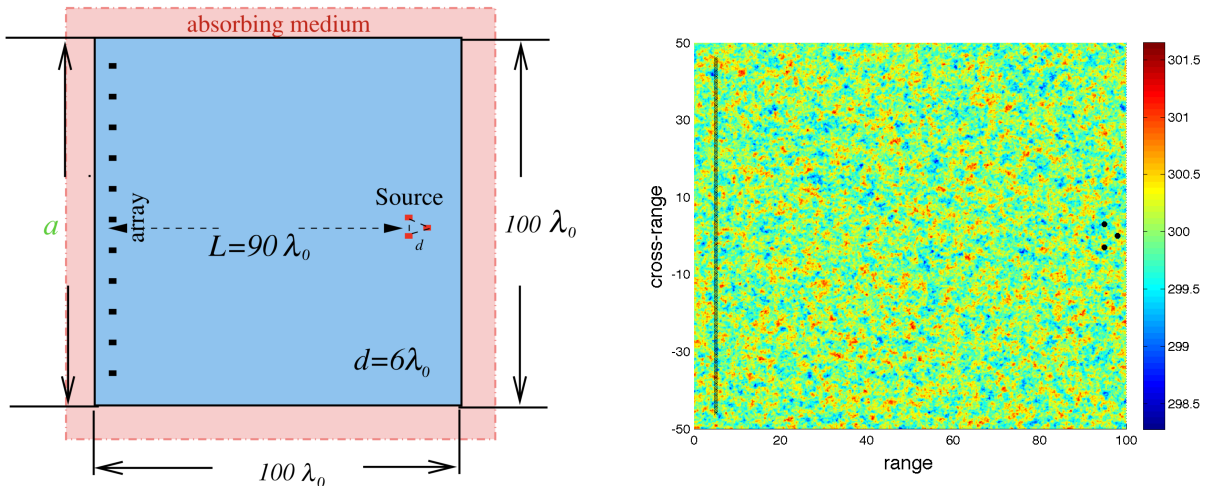 absorbing medium
Source
array
a
L=90 λ₀
d
100 λ₀
d=6λ₀
100 λ₀
50
30
10
-10
-30
-50
cross-range
0
20
40
60
80
100
range
301.5
301
300.5
300
299.5
299
298.5